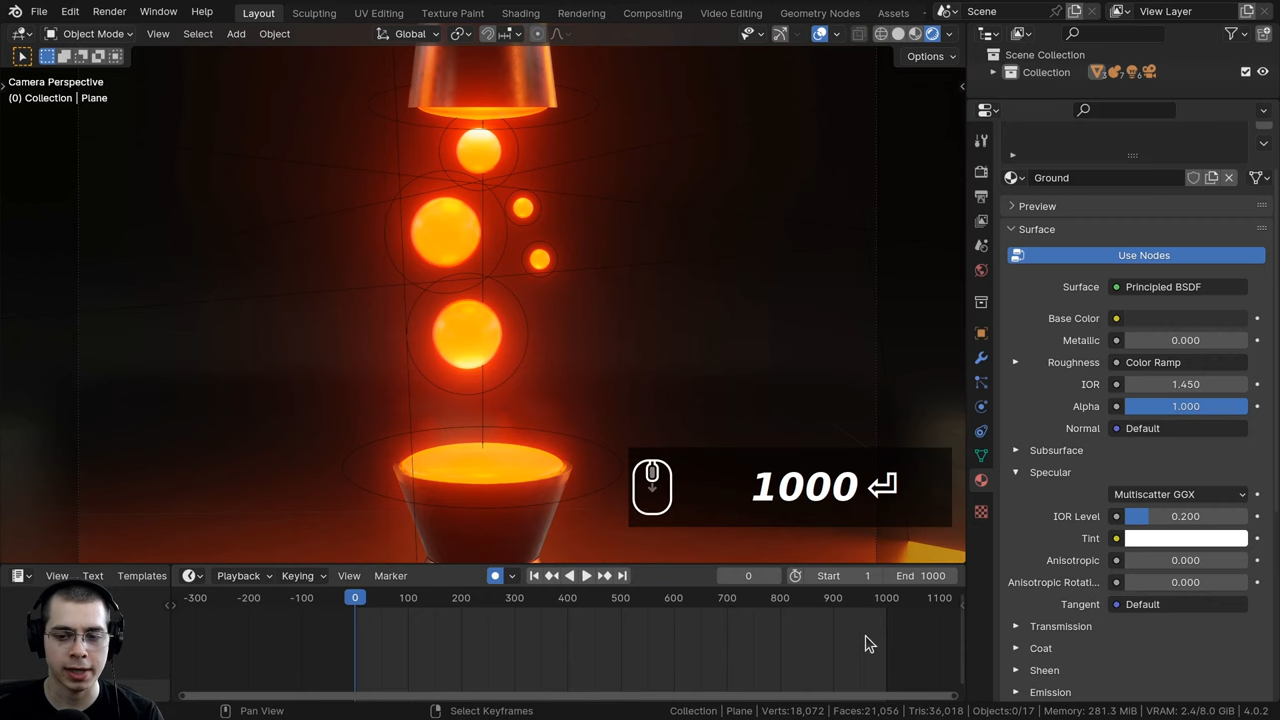 File Edit Render Window Help Layout Sculpting UV Editing Texture Paint Shading Rendering Compositing Video Editing Geometry Nodes Assets Scene View Layer
Object Mode View Select Add Object Global
Options
Camera Perspective
(0) Collection | Plane
Scene Collection
Collection
Ground
Preview
Surface
Use Nodes
Surface Principled BSDF
Base Color
Metallic 0.000
Roughness Color Ramp
IOR 1.450
Alpha 1.000
Normal Default
Subsurface
Specular
Multiscatter GGX
IOR Level 0.200
Tint
Anisotropic 0.000
Anisotropic Rotati... 0.000
Tangent Default
Transmission
Coat
Sheen
Emission
1000
View Text Templates Playback Keying View Marker 0 Start 1 End 1000
-300 -200 -100 0 100 200 300 400 500 600 700 800 900 1000 1100
Pan View Select Keyframes Collection | Plane | Verts:18,072 | Faces:21,056 | Tris:36,018 | Objects:0/17 | Memory: 281.3 MiB | VRAM: 2.4/8.0 GiB | 4.0.2